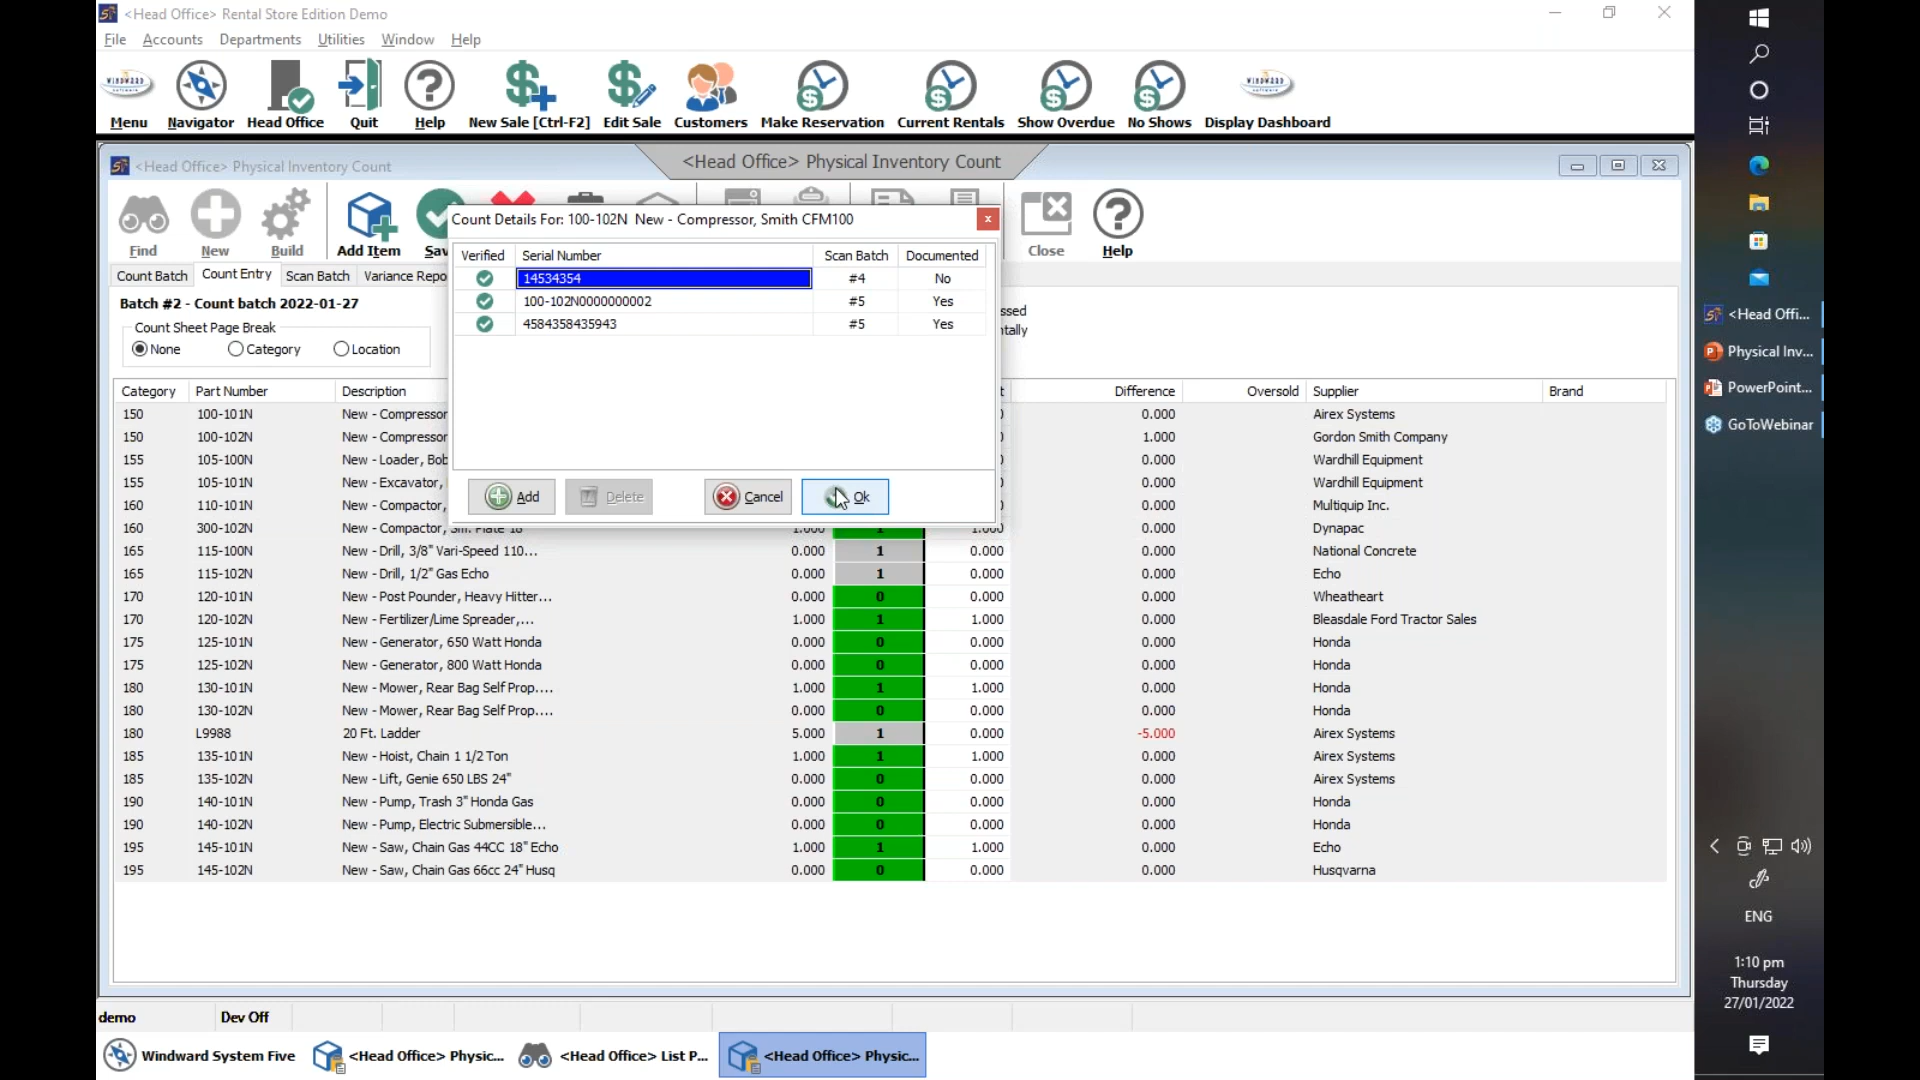 <Head Office> Rental Store Edition Demo
File Accounts Departments Utilities Window Help
Menu Navigator Head Office Quit Help New Sale [Ctrl-F2] Edit Sale Customers Make Reservation Current Rentals Show Overdue No Shows Display Dashboard
<Head Office> Physical Inventory Count
<Head Office> Physical Inventory Count
Find New Build Add Item Sav Close Help
Count Batch Count Entry Scan Batch Variance Repo
Batch #2 - Count batch 2022-01-27
Count Sheet Page Break
None Category Location
Count Details For: 100-102N New - Compressor, Smith CFM100
Verified Serial Number Scan Batch Documented
14534354 #4 No
100-102N0000000002 #5 Yes
4584358435943 #5 Yes
Add Delete Cancel Ok
Category Part Number Description Difference Oversold Supplier Brand
150 100-101N New - Compressor 0.000 Airex Systems
150 100-102N New - Compressor 1.000 Gordon Smith Company
155 105-100N New - Loader, Bob 0.000 Wardhill Equipment
155 105-101N New - Excavator, 0.000 Wardhill Equipment
160 110-101N New - Compactor, 0.000 Multiquip Inc.
160 300-102N New - Compactor, Sm. Plate 18" 1.000 1 1.000 0.000 Dynapac
165 115-100N New - Drill, 3/8" Vari-Speed 110... 0.000 1 0.000 0.000 National Concrete
165 115-102N New - Drill, 1/2" Gas Echo 0.000 1 0.000 0.000 Echo
170 120-101N New - Post Pounder, Heavy Hitter... 0.000 0 0.000 0.000 Wheatheart
170 120-102N New - Fertilizer/Lime Spreader,... 1.000 1 1.000 0.000 Bleasdale Ford Tractor Sales
175 125-101N New - Generator, 650 Watt Honda 0.000 0 0.000 0.000 Honda
175 125-102N New - Generator, 800 Watt Honda 0.000 0 0.000 0.000 Honda
180 130-101N New - Mower, Rear Bag Self Prop.... 1.000 1 1.000 0.000 Honda
180 130-102N New - Mower, Rear Bag Self Prop.... 0.000 0 0.000 0.000 Honda
180 L9988 20 Ft. Ladder 5.000 1 0.000 -5.000 Airex Systems
185 135-101N New - Hoist, Chain 1 1/2 Ton 1.000 1 1.000 0.000 Airex Systems
185 135-102N New - Lift, Genie 650 LBS 24" 0.000 0 0.000 0.000 Airex Systems
190 140-101N New - Pump, Trash 3" Honda Gas 0.000 0 0.000 0.000 Honda
190 140-102N New - Pump, Electric Submersible... 0.000 0 0.000 0.000 Honda
195 145-101N New - Saw, Chain Gas 44CC 18" Echo 1.000 1 1.000 0.000 Echo
195 145-102N New - Saw, Chain Gas 66cc 24" Husq 0.000 0 0.000 0.000 Husqvarna
demo Dev Off
Windward System Five <Head Office> Physic... <Head Office> List P... <Head Office> Physic...
<Head Offi...
Physical Inv...
PowerPoint...
GoToWebinar
ENG
1:10 pm
Thursday
27/01/2022